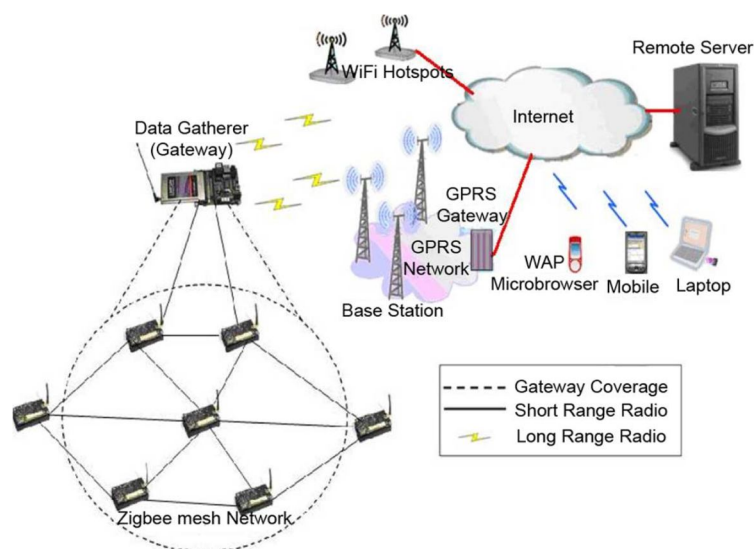 WiFi Hotspots
Remote Server
Internet
Data Gatherer
(Gateway)
GPRS
Gateway
GPRS
Network
WAP
Microbrowser
Mobile
Laptop
Base Station
Gateway Coverage
Short Range Radio
Long Range Radio
Zigbee mesh Network